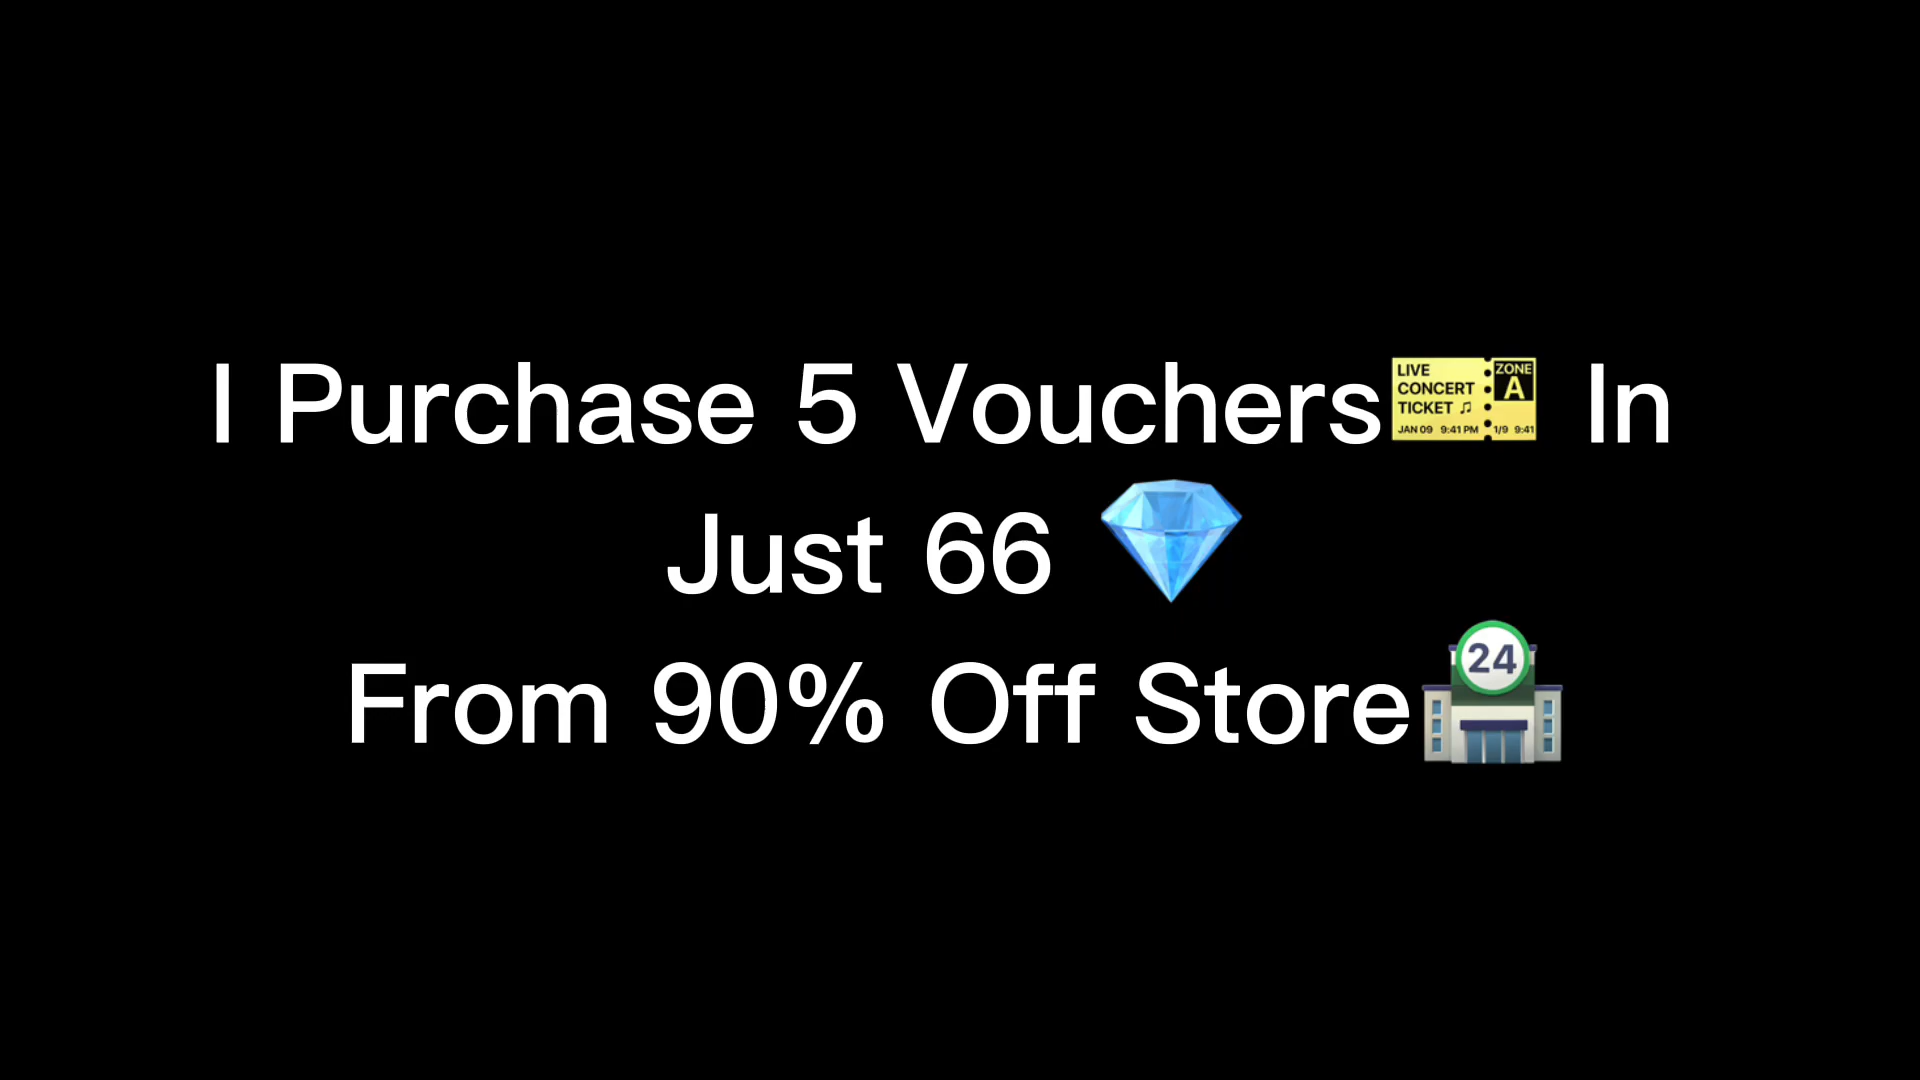 I Purchase 5 Vouchers🎫 In
Just 66 💎
From 90% Off Store🏪